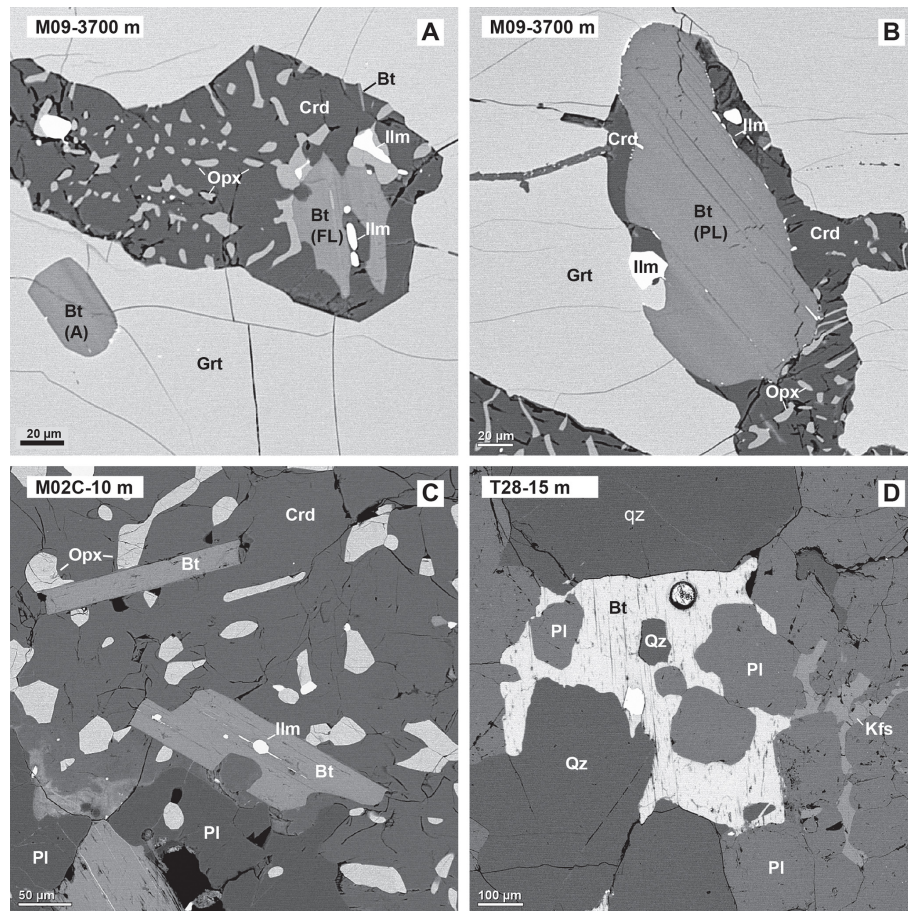 M09-3700 m
A
Bt
Crd
Ilm
Opx
Bt
(FL)
Ilm
Bt
(A)
Grt
20 µm
M09-3700 m
B
Ilm
Crd
Bt
(PL)
Crd
Ilm
Grt
Opx
20 µm
M02C-10 m
C
Crd
Opx
Bt
Ilm
Bt
Pl
Pl
50 µm
T28-15 m
D
qz
Bt
Pl
Qz
Pl
Kfs
Qz
Pl
100 µm